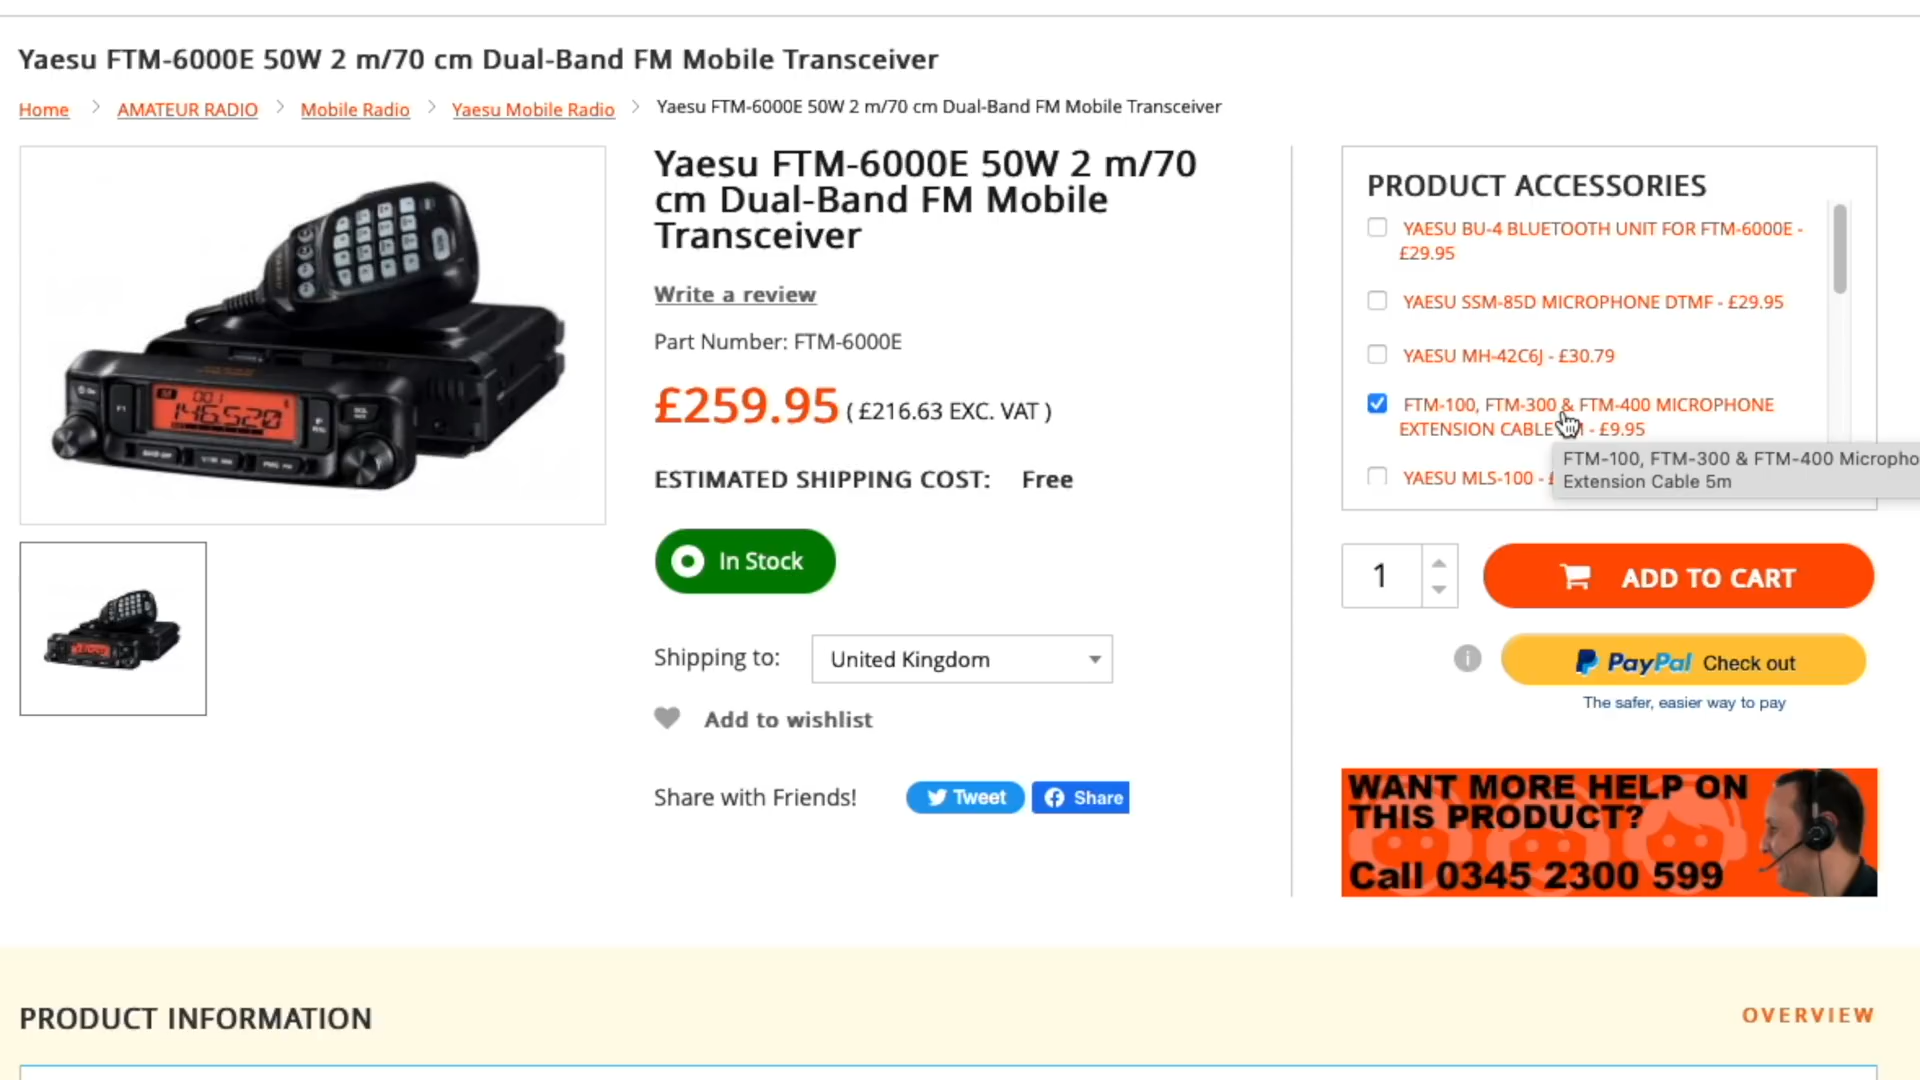 Yaesu FTM-6000E 50W 2 m/70 cm Dual-Band FM Mobile Transceiver
Home > AMATEUR RADIO > Mobile Radio > Yaesu Mobile Radio > Yaesu FTM-6000E 50W 2 m/70 cm Dual-Band FM Mobile Transceiver
Yaesu FTM-6000E 50W 2 m/70
cm Dual-Band FM Mobile
Transceiver
Write a review
Part Number: FTM-6000E
£259.95 ( £216.63 EXC. VAT )
ESTIMATED SHIPPING COST: Free
In Stock
Shipping to: United Kingdom
Add to wishlist
Share with Friends! Tweet Share
001
146.520
PRODUCT ACCESSORIES
YAESU BU-4 BLUETOOTH UNIT FOR FTM-6000E -
£29.95
YAESU SSM-85D MICROPHONE DTMF - £29.95
YAESU MH-42C6J - £30.79
FTM-100, FTM-300 & FTM-400 MICROPHONE
EXTENSION CABLE - £9.95
YAESU MLS-100 -
FTM-100, FTM-300 & FTM-400 Micropho
Extension Cable 5m
1
ADD TO CART
PayPal Check out
The safer, easier way to pay
WANT MORE HELP ON
THIS PRODUCT?
Call 0345 2300 599
PRODUCT INFORMATION
OVERVIEW